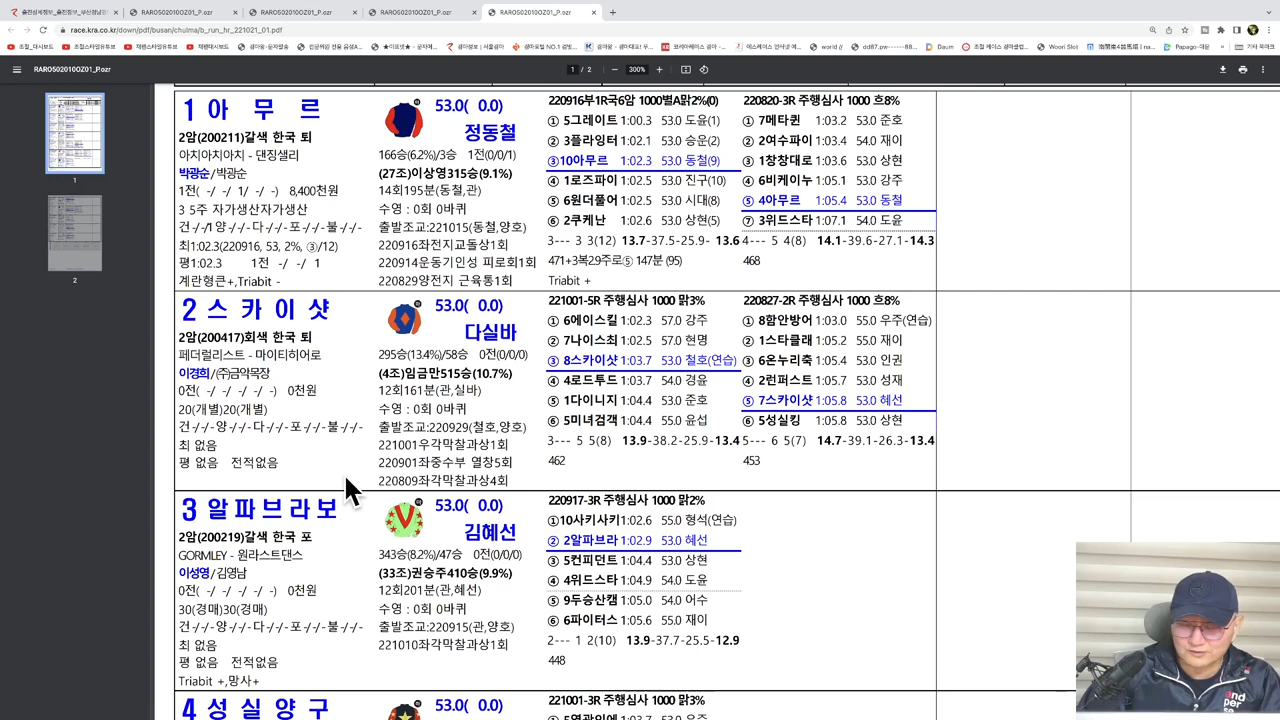 출전상세정보_출전정보_부산경남
RARO502010OZ01_P.ozr
RARO502010OZ01_P.ozr
RARO502010OZ01_P.ozr
RARO502010OZ01_P.ozr
race.kra.co.kr/down/pdf/busan/chulma/b_run_hr_221021_01.pdf
RARO502010OZ01_P.ozr
1 / 2
300%
1
2
1 아 무 르
53.0( 0.0)
정동철
2암(200211)갈색 한국 퇴
아치아치아치 - 댄징샐리
166승(6.2%)/3승 1전(0/0/1)
박광순/박광순
(27조)이상영315승(9.1%)
1전( -/ -/ 1/ -/ -) 8,400천원
14회195분(동철,관)
3 5주 자가생산자가생산
수영 : 0회 0바퀴
건-/-/1양-/-/-다-/-/-포-/-/-불-/-/-
출발조교:221015(동철,양호)
최1:02.3(220916, 53, 2%, ③/12)
220916좌전지교돌상1회
평1:02.3 1전 -/ -/ 1
220914운동기인성 피로회1회
계란형큰+,Triabit -
220829양전지 근육통1회
220916부1R국6암 1000별A맑2%(0)
① 5그레이트 1:00.3 53.0 도윤(1)
② 3플라잉터 1:02.1 53.0 승운(2)
③10아무르 1:02.3 53.0 동철(9)
④ 1로즈파이 1:02.5 53.0 진구(10)
⑤ 6원더풀어 1:02.5 53.0 시대(8)
⑥ 2쿠케난 1:02.6 53.0 상현(5)
3--- 3 3(12) 13.7-37.5-25.9- 13.6
471+3복2.9주로⑤ 147분 (95)
Triabit +
220820-3R 주행심사 1000 흐8%
① 7매타퀸 1:03.2 53.0 준호
② 2여수파이 1:03.4 54.0 재이
③ 1창창대로 1:03.6 53.0 상현
④ 6비케이누 1:05.1 53.0 강주
⑤ 4아무르 1:05.4 53.0 동철
⑦ 3위드스타 1:07.1 54.0 도윤
4--- 5 4(8) 14.1-39.6-27.1-14.3
468
2 스 카 이 샷
53.0( 0.0)
다실바
2암(200417)회색 한국 퇴
페더럴리스트 - 마이티히어로
295승(13.4%)/58승 0전(0/0/0)
이경희/㈜금악목장
(4조)임금만515승(10.7%)
0전( -/ -/ -/ -/ -) 0천원
12회161분(관,실바)
20(개별)20(개별)
수영 : 0회 0바퀴
건-/-/-양-/-/-다-/-/-포-/-/-불-/-/-
출발조교:220929(철호,양호)
최 없음
221001우각막찰과상1회
평 없음 전적없음
220901좌중수부 열창5회
220809좌각막찰과상4회
221001-5R 주행심사 1000 맑3%
① 6에이스킬 1:02.3 57.0 강주
② 7나이스최 1:02.5 57.0 현명
③ 8스카이샷 1:03.7 53.0 철호(연습)
④ 4로드투드 1:03.7 54.0 경윤
⑤ 1다이니지 1:04.4 53.0 준호
⑥ 5미녀검객 1:04.4 53.0 윤섭
3--- 5 5(8) 13.9-38.2-25.9-13.4
462
220827-2R 주행심사 1000 흐8%
① 8함안방어 1:03.0 55.0 우주(연습)
② 1스타클래 1:05.2 55.0 재이
③ 6온누리축 1:05.4 53.0 인권
④ 2런퍼스트 1:05.7 53.0 성재
⑤ 7스카이샷 1:05.8 53.0 혜선
⑥ 5성실킹 1:05.8 53.0 상현
5--- 6 5(7) 14.7-39.1-26.3-13.4
453
3 알 파 브 라 보
53.0( 0.0)
김혜선
2암(200219)갈색 한국 포
GORMLEY - 원라스트댄스
343승(8.2%)/47승 0전(0/0/0)
이성영/김영남
(33조)권승주410승(9.9%)
0전( -/ -/ -/ -/ -) 0천원
12회201분(관,혜선)
30(경매)30(경매)
수영 : 0회 0바퀴
건-/-/-양-/-/-다-/-/-포-/-/-불-/-/-
출발조교:220915(관,양호)
최 없음
221010좌각막찰과상1회
평 없음 전적없음
Triabit +,망사+
220917-3R 주행심사 1000 맑2%
①10사키사키1:02.6 55.0 형석(연습)
② 2알파브라 1:02.9 53.0 혜선
③ 5컨피던트 1:04.4 53.0 상현
④ 4위드스타 1:04.9 54.0 도윤
⑤ 9두승산캠 1:05.0 54.0 어수
⑥ 6파이터스 1:05.6 55.0 재이
2--- 1 2(10) 13.9-37.7-25.5-12.9
448
4 성 실 양 구
53.0( 0.0)
221001-3R 주행심사 1000 맑3%